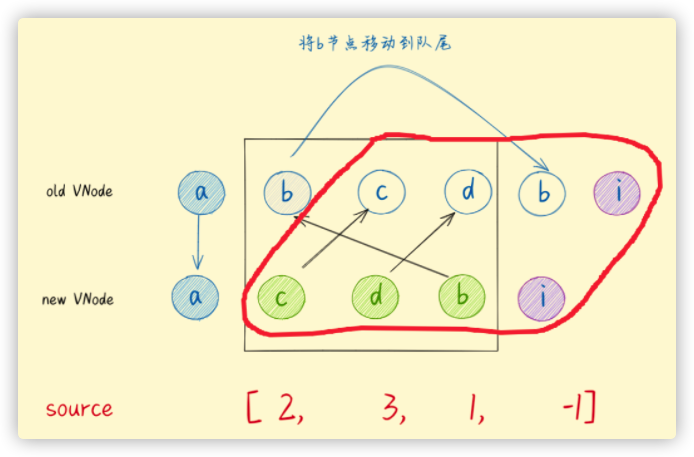 将b节点移动到队尾
old VNode a b c d b i
new VNode a c d b i
source [ 2, 3, 1, -1]